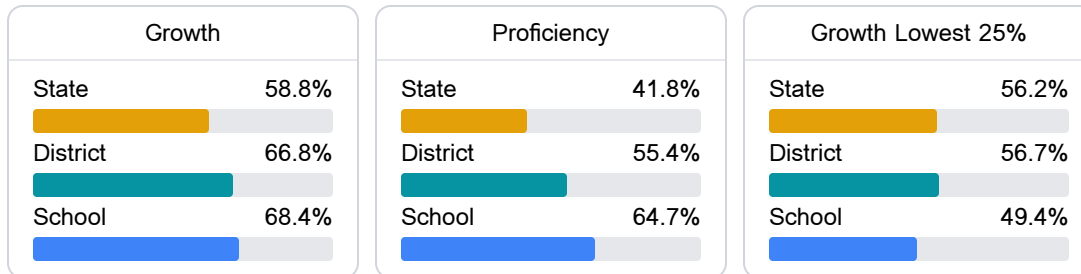 Growth
State 58.8%
District 66.8%
School 68.4%
Proficiency
State 41.8%
District 55.4%
School 64.7%
Growth Lowest 25%
State 56.2%
District 56.7%
School 49.4%